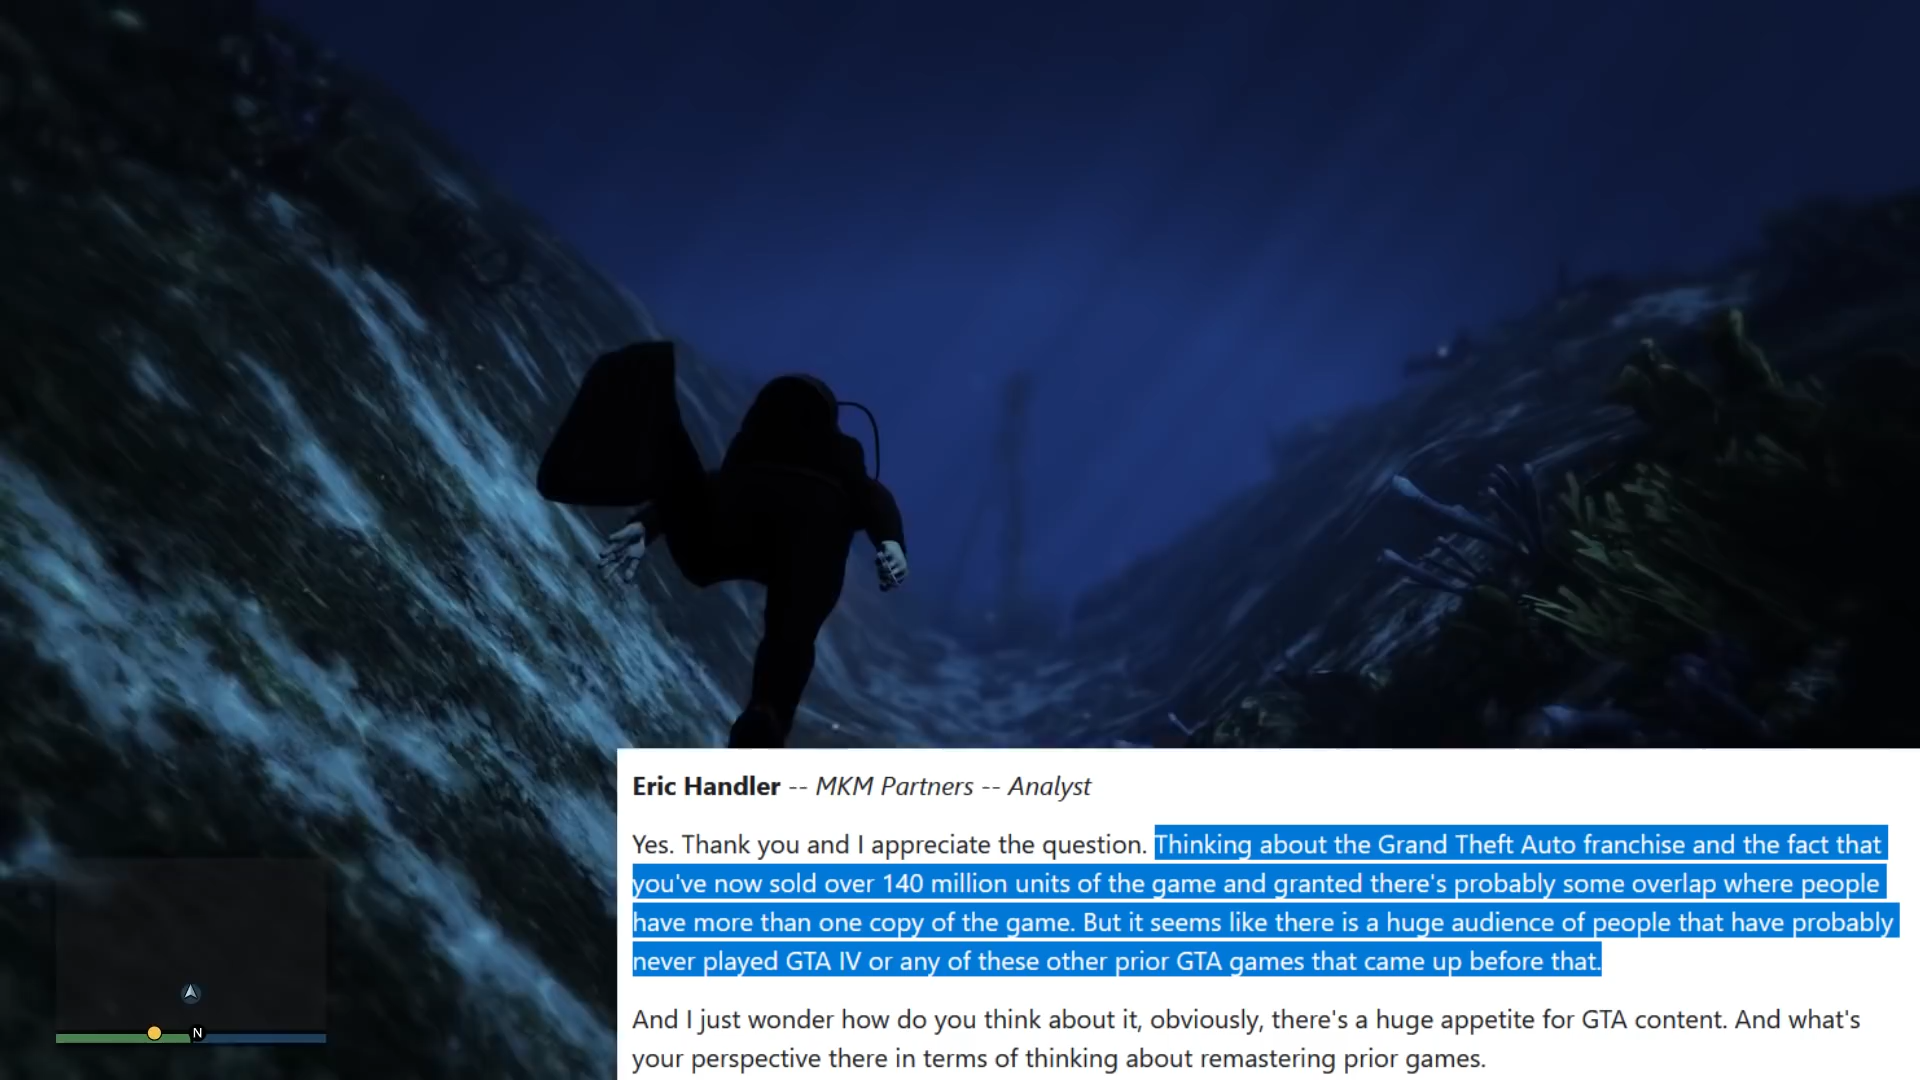 Eric Handler -- MKM Partners -- Analyst
Yes. Thank you and I appreciate the question. Thinking about the Grand Theft Auto franchise and the fact that
you've now sold over 140 million units of the game and granted there's probably some overlap where people
have more than one copy of the game. But it seems like there is a huge audience of people that have probably
never played GTA IV or any of these other prior GTA games that came up before that.
And I just wonder how do you think about it, obviously, there's a huge appetite for GTA content. And what's
your perspective there in terms of thinking about remastering prior games.
N